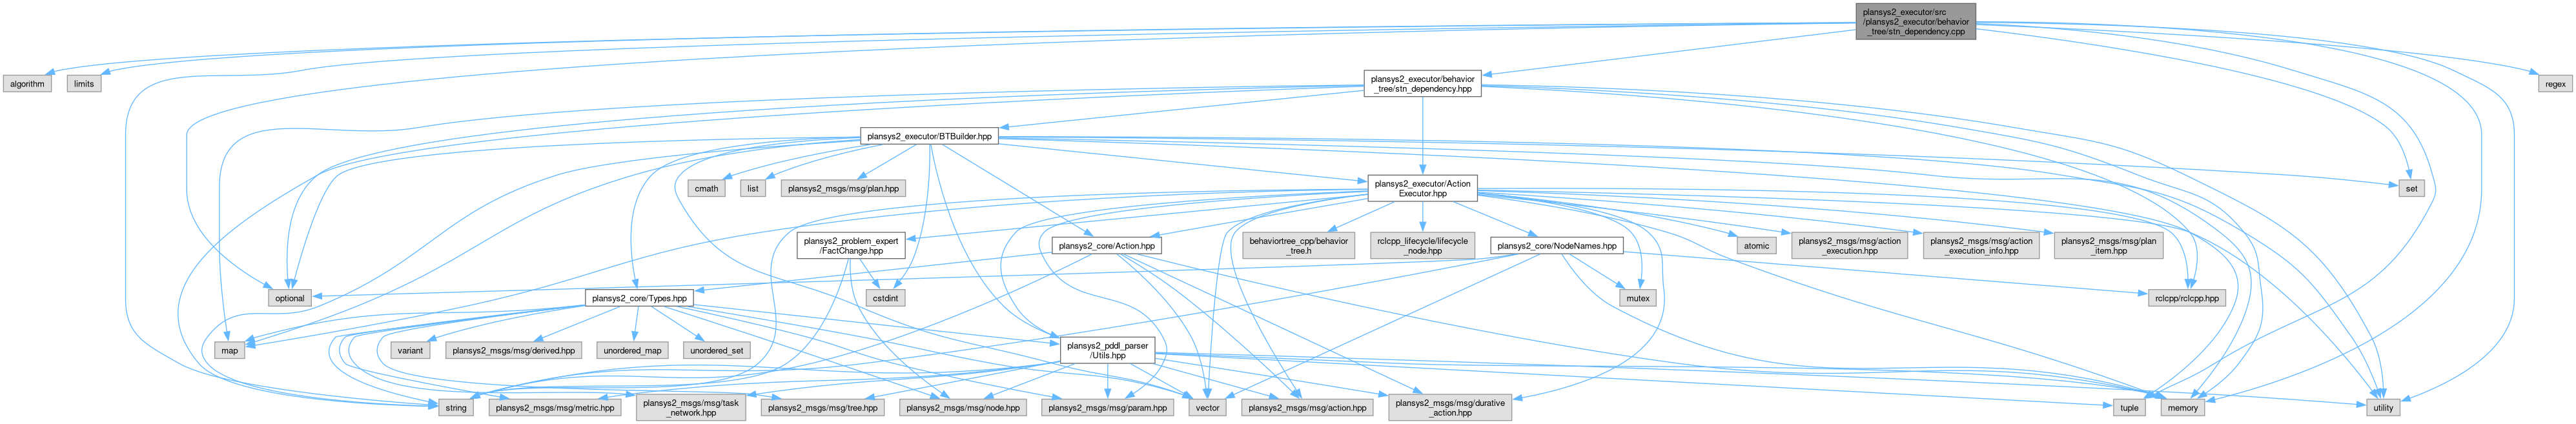 plansys2_executor/src
/plansys2_executor/behavior
_tree/stn_dependency.cpp
algorithm
limits
plansys2_executor/behavior
_tree/stn_dependency.hpp
regex
plansys2_executor/BTBuilder.hpp
cmath
list
plansys2_msgs/msg/plan.hpp
plansys2_executor/Action
Executor.hpp
set
plansys2_problem_expert
/FactChange.hpp
plansys2_core/Action.hpp
behaviortree_cpp/behavior
_tree.h
rclcpp_lifecycle/lifecycle
_node.hpp
plansys2_core/NodeNames.hpp
atomic
plansys2_msgs/msg/action
_execution.hpp
plansys2_msgs/msg/action
_execution_info.hpp
plansys2_msgs/msg/plan
_item.hpp
optional
plansys2_core/Types.hpp
cstdint
mutex
rclcpp/rclcpp.hpp
map
variant
plansys2_msgs/msg/derived.hpp
unordered_map
unordered_set
plansys2_pddl_parser
/Utils.hpp
string
plansys2_msgs/msg/metric.hpp
plansys2_msgs/msg/task
_network.hpp
plansys2_msgs/msg/tree.hpp
plansys2_msgs/msg/node.hpp
plansys2_msgs/msg/param.hpp
vector
plansys2_msgs/msg/action.hpp
plansys2_msgs/msg/durative
_action.hpp
tuple
memory
utility